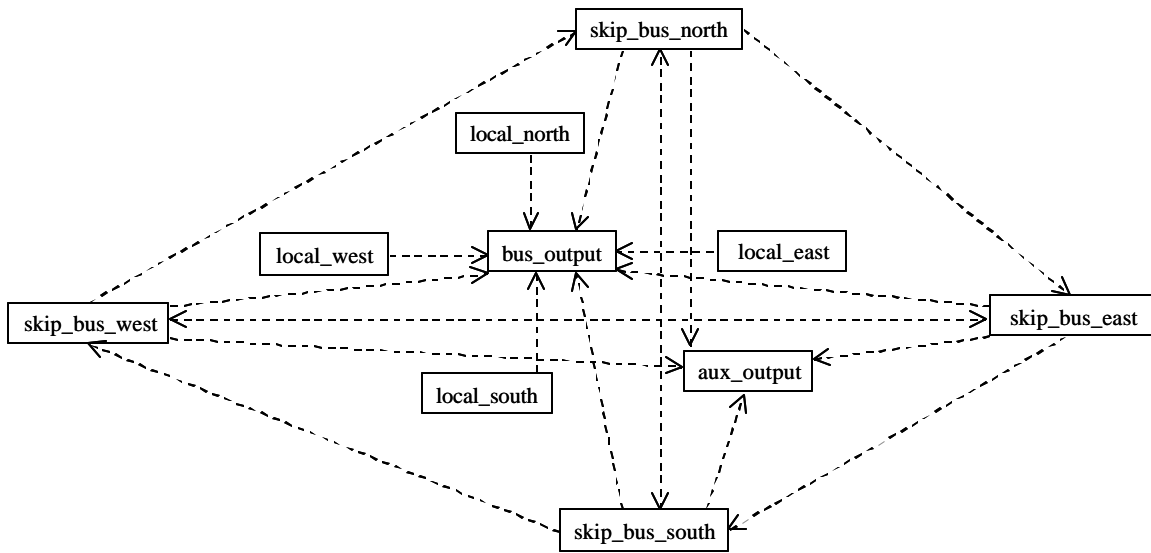 skip_bus_north
local_north
local_west
bus_output
local_east
skip_bus_west
skip_bus_east
aux_output
local_south
skip_bus_south